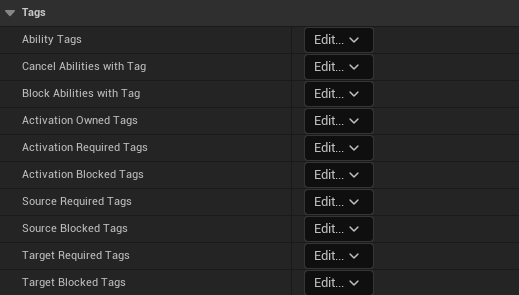 Tags
Ability Tags Edit...
Cancel Abilities with Tag Edit...
Block Abilities with Tag Edit...
Activation Owned Tags Edit...
Activation Required Tags Edit...
Activation Blocked Tags Edit...
Source Required Tags Edit...
Source Blocked Tags Edit...
Target Required Tags Edit...
Target Blocked Tags Edit...